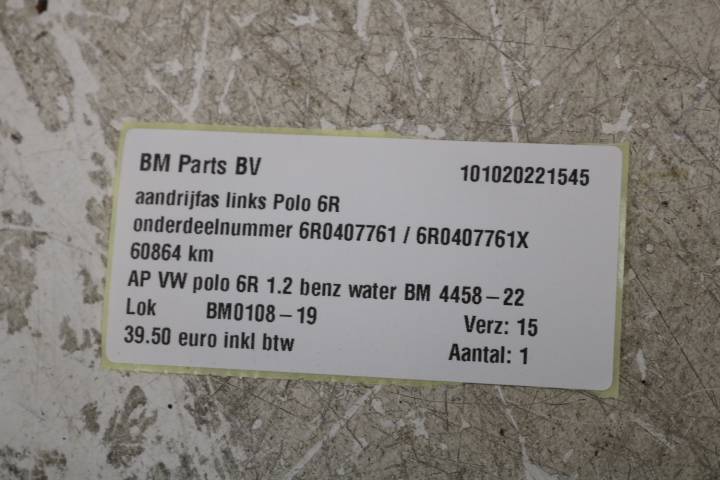 BM Parts BV 101020221545
aandrijfas links Polo 6R
onderdeelnummer 6R0407761 / 6R0407761X
60864 km
AP VW polo 6R 1.2 benz water BM 4458-22
Lok BM0108-19 Verz: 15
39.50 euro inkl btw Aantal: 1